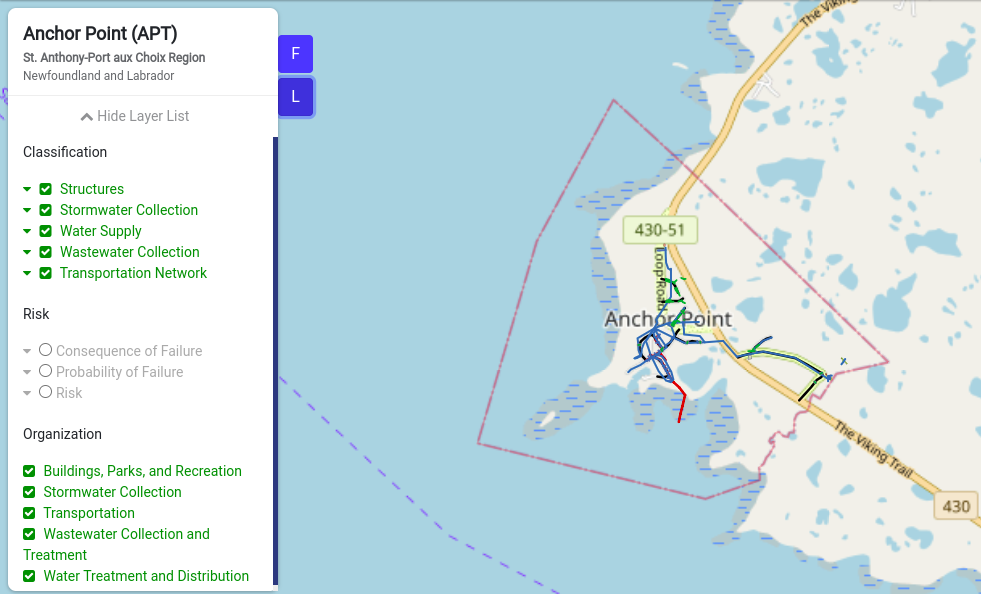 Anchor Point (APT)
St. Anthony-Port aux Choix Region
Newfoundland and Labrador
Hide Layer List
Classification
Structures
Stormwater Collection
Water Supply
Wastewater Collection
Transportation Network
Risk
Consequence of Failure
Probability of Failure
Risk
Organization
Buildings, Parks, and Recreation
Stormwater Collection
Transportation
Wastewater Collection and
Treatment
Water Treatment and Distribution
F
L
The Viking
430-51
Loop Road
Anchor Point
The Viking Trail
430